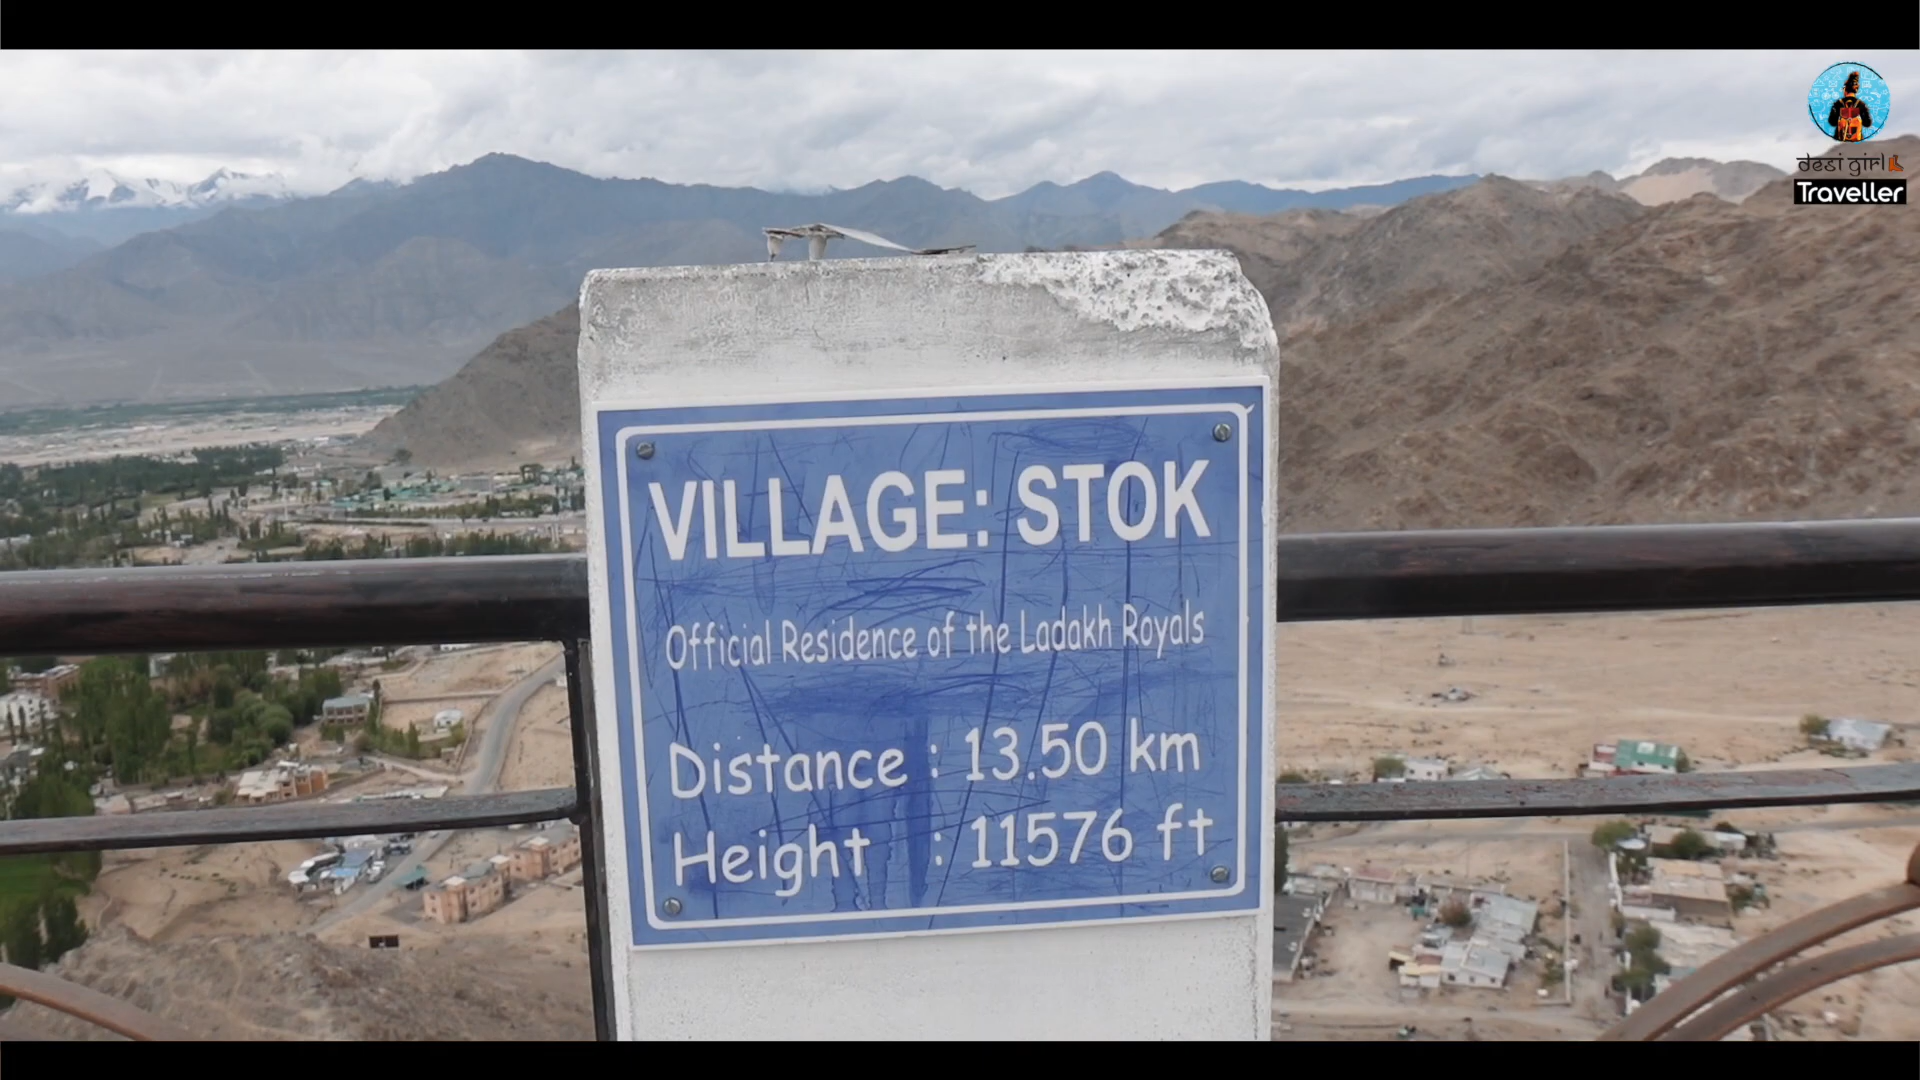 desi girl
Traveller
VILLAGE: STOK
Official Residence of the Ladakh Royals
Distance : 13.50 km
Height : 11576 ft